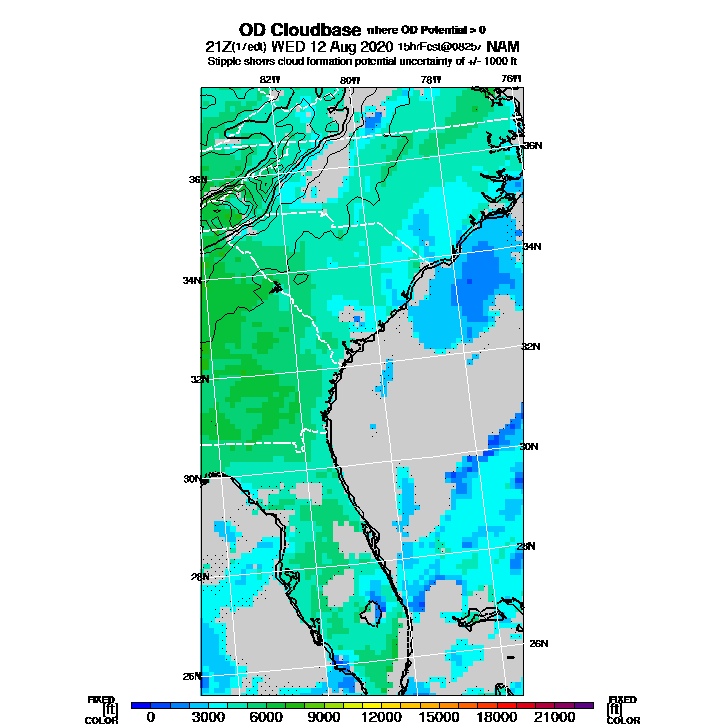 OD Cloudbase where OD Potential > 0
21Z(17edt) WED 12 Aug 2020 15hrFcst@0825z NAM
Stipple shows cloud formation potential uncertainty of +/- 1000 ft
82W 80W 78W 76W
36N
36N
34N
34N
32N
32N
30N
30N
28N
28N
26N
26N
FIXED FIXED
[ft] [ft]
COLOR COLOR
0 3000 6000 9000 12000 15000 18000 21000